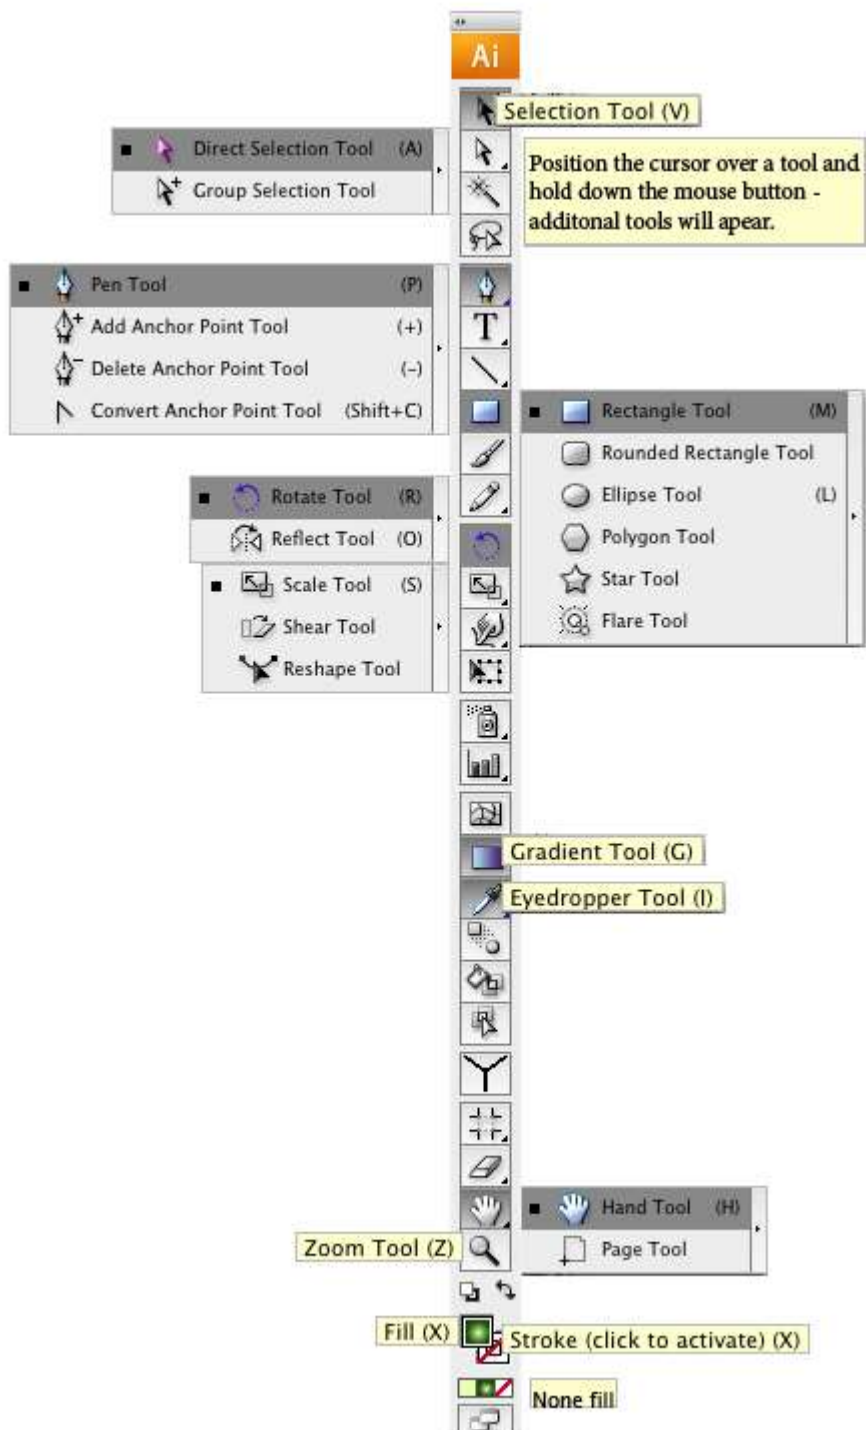 Ai
Selection Tool (V)
Direct Selection Tool (A)
Group Selection Tool
Position the cursor over a tool and
hold down the mouse button -
additonal tools will apear.
Pen Tool (P)
Add Anchor Point Tool (+)
Delete Anchor Point Tool (-)
Convert Anchor Point Tool (Shift+C)
T
Rectangle Tool (M)
Rounded Rectangle Tool
Ellipse Tool (L)
Polygon Tool
Star Tool
Flare Tool
Rotate Tool (R)
Reflect Tool (O)
Scale Tool (S)
Shear Tool
Reshape Tool
Gradient Tool (G)
Eyedropper Tool (I)
Hand Tool (H)
Page Tool
Zoom Tool (Z)
Fill (X)
Stroke (click to activate) (X)
None fill